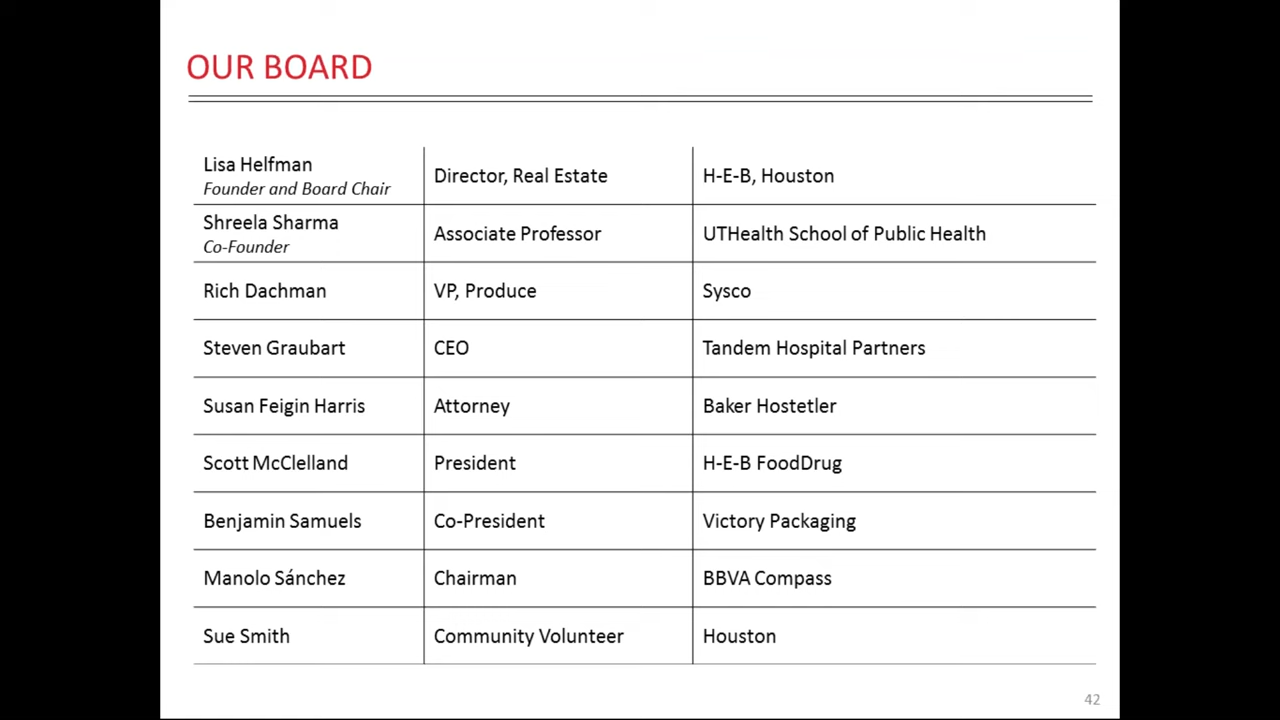 OUR BOARD
Lisa Helfman
Founder and Board Chair
Director, Real Estate
H-E-B, Houston
Shreela Sharma
Co-Founder
Associate Professor
UTHealth School of Public Health
Rich Dachman
VP, Produce
Sysco
Steven Graubart
CEO
Tandem Hospital Partners
Susan Feigin Harris
Attorney
Baker Hostetler
Scott McClelland
President
H-E-B FoodDrug
Benjamin Samuels
Co-President
Victory Packaging
Manolo Sánchez
Chairman
BBVA Compass
Sue Smith
Community Volunteer
Houston
42